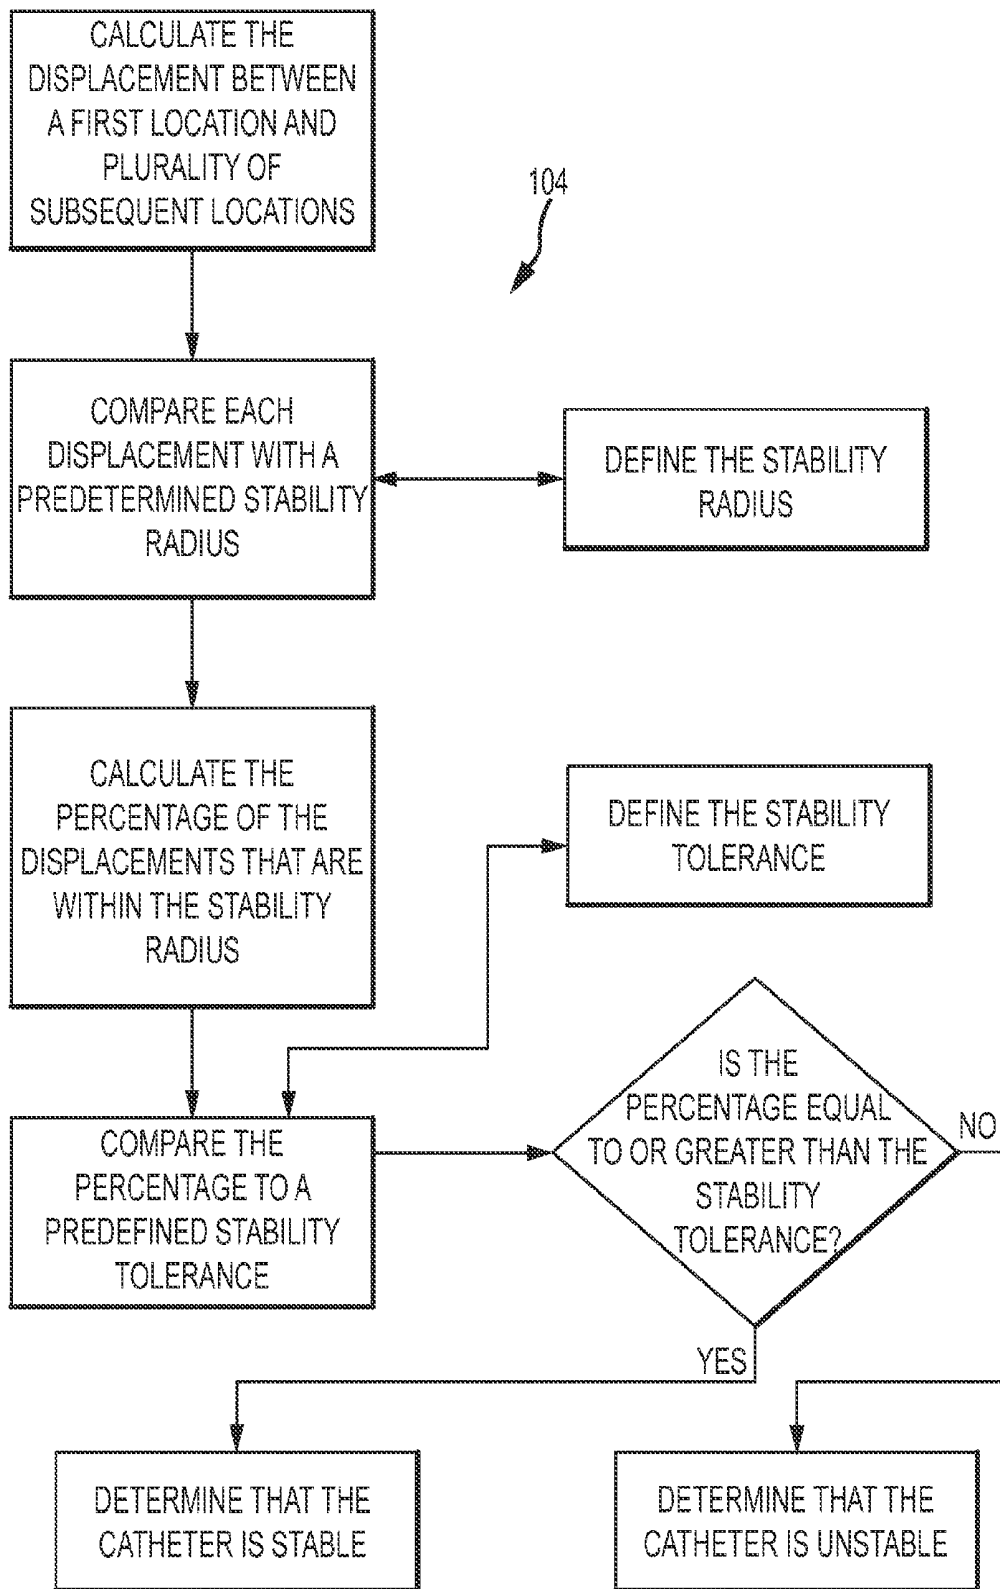 CALCULATE THE
DISPLACEMENT BETWEEN
A FIRST LOCATION AND
PLURALITY OF
SUBSEQUENT LOCATIONS
104
COMPARE EACH
DISPLACEMENT WITH A
PREDETERMINED STABILITY
RADIUS
DEFINE THE STABILITY
RADIUS
CALCULATE THE
PERCENTAGE OF THE
DISPLACEMENTS THAT ARE
WITHIN THE STABILITY
RADIUS
DEFINE THE STABILITY
TOLERANCE
COMPARE THE
PERCENTAGE TO A
PREDEFINED STABILITY
TOLERANCE
IS THE
PERCENTAGE EQUAL
TO OR GREATER THAN THE
STABILITY
TOLERANCE?
NO
YES
DETERMINE THAT THE
CATHETER IS STABLE
DETERMINE THAT THE
CATHETER IS UNSTABLE